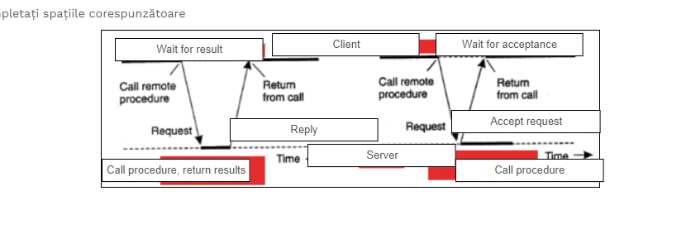 pletați spațiile corespunzătoare
Wait for result
Client
Wait for acceptance
Call remote
procedure
Return
from call
Call remote
procedure
Return
from call
Request
Reply
Request
Accept request
Time
Server
Time
Call procedure, return results
Call procedure